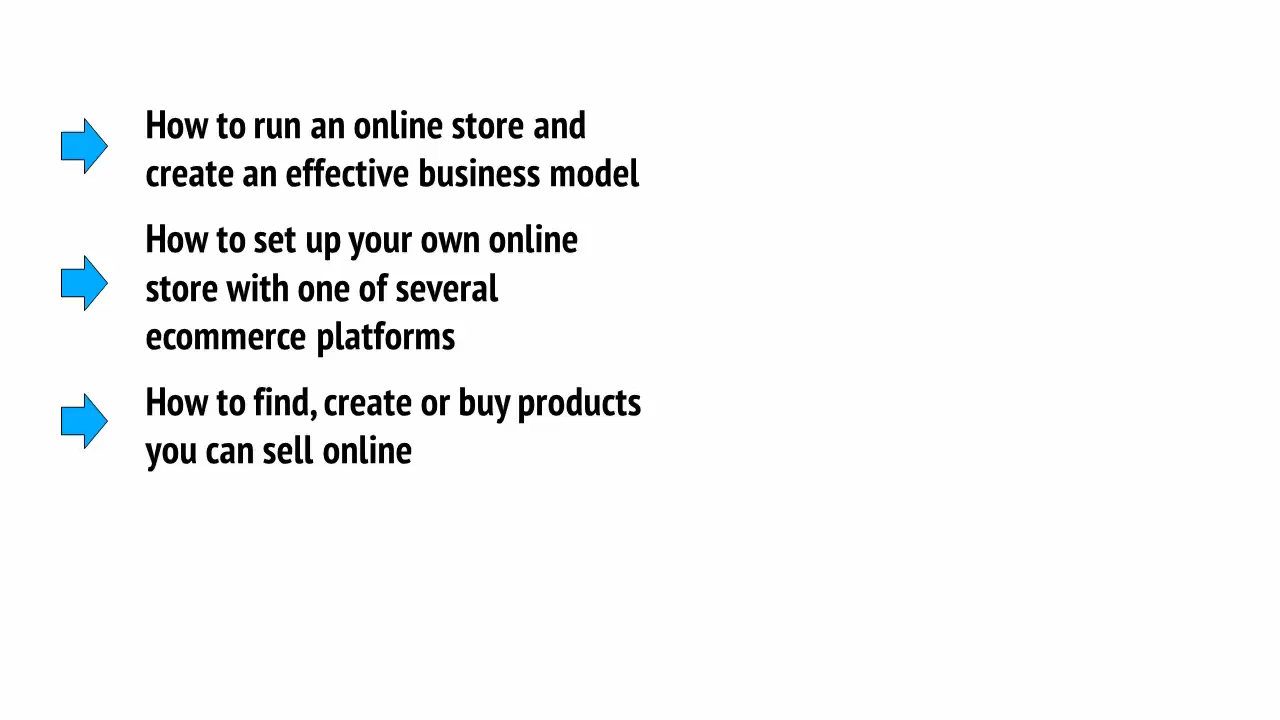 How to run an online store and
create an effective business model
How to set up your own online
store with one of several
ecommerce platforms
How to find, create or buy products
you can sell online